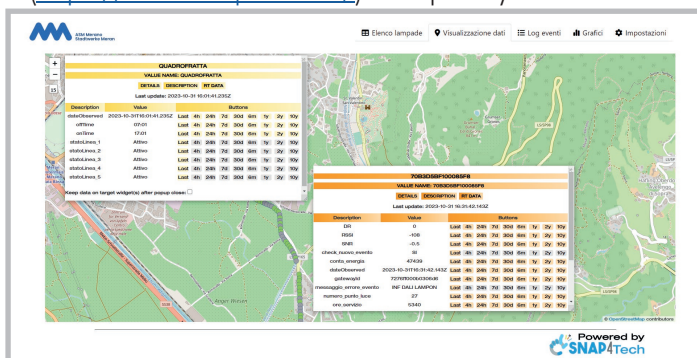 ASM Merano
Stadtwerke Meran
Elenco lampade Visualizzazione dati Log eventi Grafici Impostazioni
+
−
15
QUADROFRATTA
VALUE NAME: QUADROFRATTA
DETAILS DESCRIPTION RT DATA
Last update: 2023-10-31 16:01:41.235Z
Description Value Buttons
dateObserved 2023-10-31T16:01:41.235Z Last 4h 24h 7d 30d 6m 1y 2y 10y
offTime 07:01 Last 4h 24h 7d 30d 6m 1y 2y 10y
onTime 17:01 Last 4h 24h 7d 30d 6m 1y 2y 10y
statoLinea_1 Attivo Last 4h 24h 7d 30d 6m 1y 2y 10y
statoLinea_2 Attivo Last 4h 24h 7d 30d 6m 1y 2y 10y
statoLinea_3 Attivo Last 4h 24h 7d 30d 6m 1y 2y 10y
statoLinea_4 Attivo Last 4h 24h 7d 30d 6m 1y 2y 10y
statoLinea_5 Attivo Last 4h 24h 7d 30d 6m 1y 2y 10y
Keep data on target widget(s) after popup close:
70B3D5BF100085F8
VALUE NAME: 70B3D5BF100085F8
DETAILS DESCRIPTION RT DATA
Last update: 2023-10-31 16:31:42.143Z
Description Value Buttons
DR 0 Last 4h 24h 7d 30d 6m 1y 2y 10y
RSSI -108 Last 4h 24h 7d 30d 6m 1y 2y 10y
SNR -0.5 Last 4h 24h 7d 30d 6m 1y 2y 10y
check_nuovo_evento SI Last 4h 24h 7d 30d 6m 1y 2y 10y
conta_energia 47439 Last 4h 24h 7d 30d 6m 1y 2y 10y
dateObserved 2023-10-31T16:31:42.143Z Last 4h 24h 7d 30d 6m 1y 2y 10y
gatewayId Last 4h 24h 7d 30d 6m 1y 2y 10y
messaggio_errore_evento INF DALI LAMPON Last 4h 24h 7d 30d 6m 1y 2y 10y
numero_punto_luce 27 Last 4h 24h 7d 30d 6m 1y 2y 10y
ore_servizio 5340 Last 4h 24h 7d 30d 6m 1y 2y 10y
© OpenStreetMap contributors
Powered by
SNAP4Tech